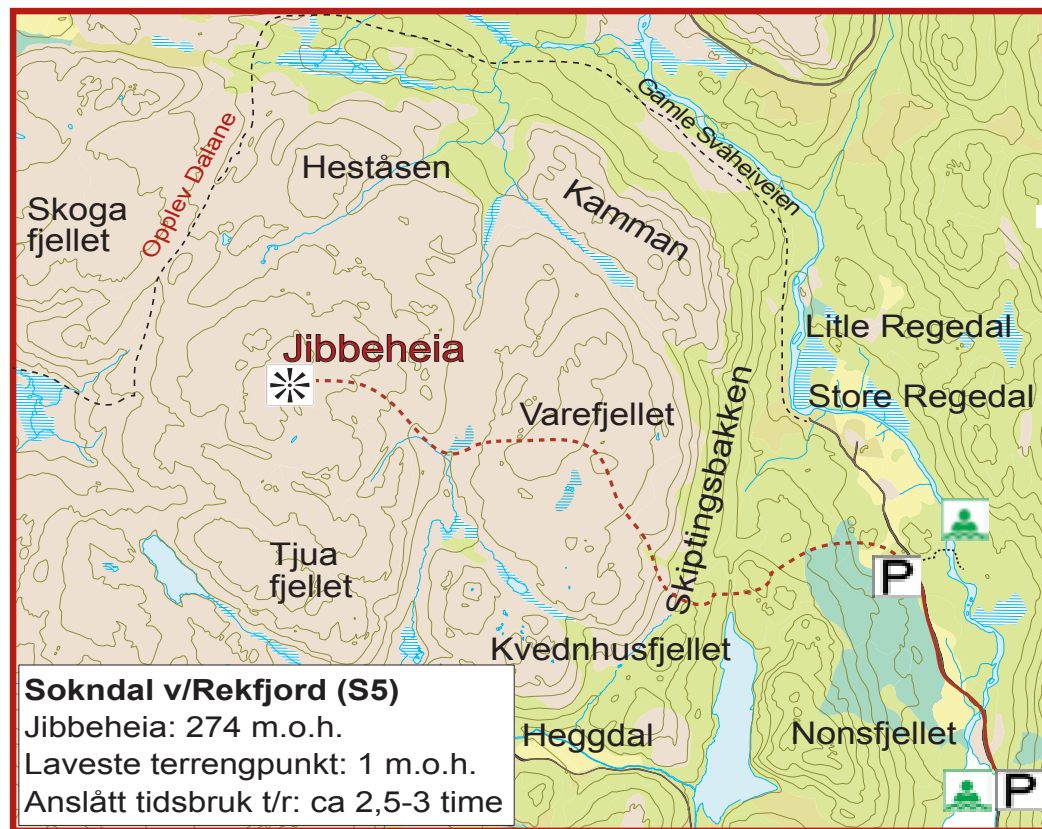 Gamle Svåheiveien
Opplev Dalane
Heståsen
Skoga
fjellet
Kamman
Litle Regedal
Jibbeheia
Store Regedal
Varefjellet
Skiptingsbakken
Tjua
fjellet
P
Kvednhusfjellet
Heggdal
Nonsfjellet
P
Sokndal v/Rekfjord (S5)
Jibbeheia: 274 m.o.h.
Laveste terrengpunkt: 1 m.o.h.
Anslått tidsbruk t/r: ca 2,5-3 time